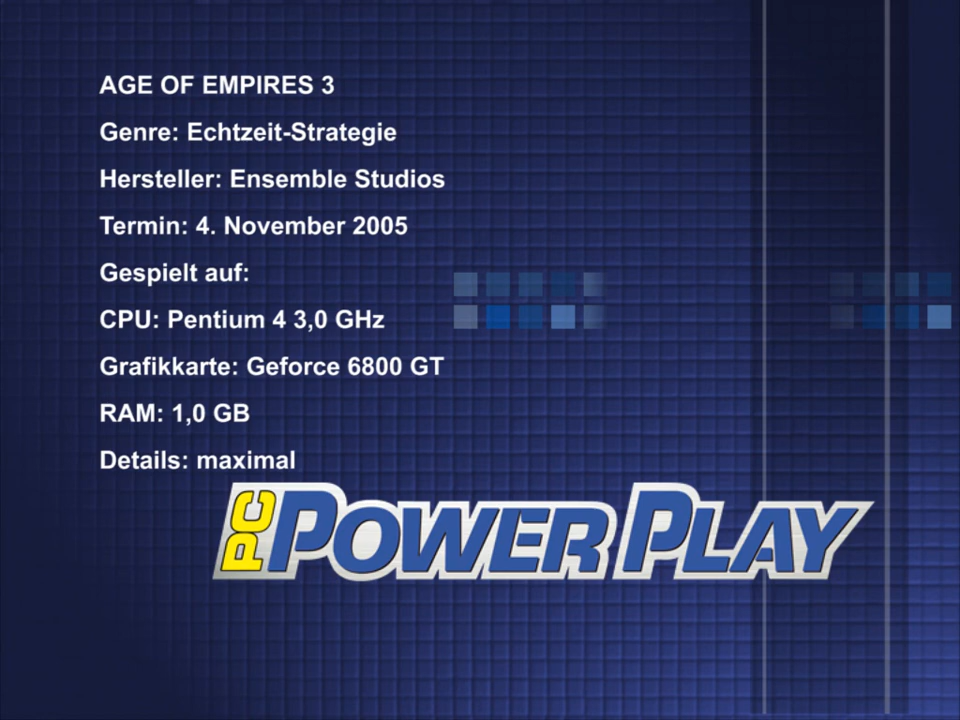 AGE OF EMPIRES 3
Genre: Echtzeit-Strategie
Hersteller: Ensemble Studios
Termin: 4. November 2005
Gespielt auf:
CPU: Pentium 4 3,0 GHz
Grafikkarte: Geforce 6800 GT
RAM: 1,0 GB
Details: maximal
PC POWER PLAY